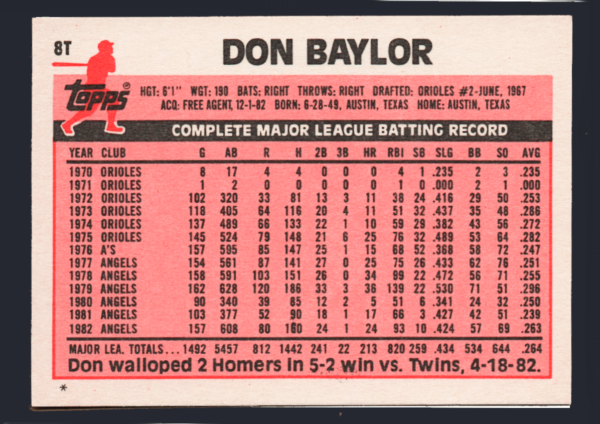 8T
DON BAYLOR
Topps®
HGT: 6'1" WGT: 190 BATS: RIGHT THROWS: RIGHT DRAFTED: ORIOLES #2-JUNE, 1967
ACQ: FREE AGENT, 12-1-82 BORN: 6-28-49, AUSTIN, TEXAS HOME: AUSTIN, TEXAS
COMPLETE MAJOR LEAGUE BATTING RECORD
YEAR CLUB G AB R H 2B 3B HR RBI SB SLG BB SO AVG
1970 ORIOLES 8 17 4 4 0 0 0 4 1 .235 2 3 .235
1971 ORIOLES 1 2 0 0 0 0 0 1 0 .000 2 1 .000
1972 ORIOLES 102 320 33 81 13 3 11 38 24 .416 29 50 .253
1973 ORIOLES 118 405 64 116 20 4 11 51 32 .437 35 48 .286
1974 ORIOLES 137 489 66 133 22 1 10 59 29 .382 43 56 .272
1975 ORIOLES 145 524 79 148 21 6 25 76 32 .489 53 64 .282
1976 A'S 157 595 85 147 25 1 15 68 52 .368 58 72 .247
1977 ANGELS 154 561 87 141 27 0 25 75 26 .433 62 76 .251
1978 ANGELS 158 591 103 151 26 0 34 99 22 .472 56 71 .255
1979 ANGELS 162 628 120 186 33 3 36 139 22 .530 71 51 .296
1980 ANGELS 90 340 39 85 12 2 5 51 6 .341 24 32 .250
1981 ANGELS 103 377 52 90 18 1 17 66 3 .427 42 51 .239
1982 ANGELS 157 608 80 160 24 1 24 93 10 .424 57 69 .263
MAJOR LEA. TOTALS...1492 5457 812 1442 241 22 213 820 259 .434 534 644 .264
Don walloped 2 Homers in 5-2 win vs. Twins, 4-18-82.
*